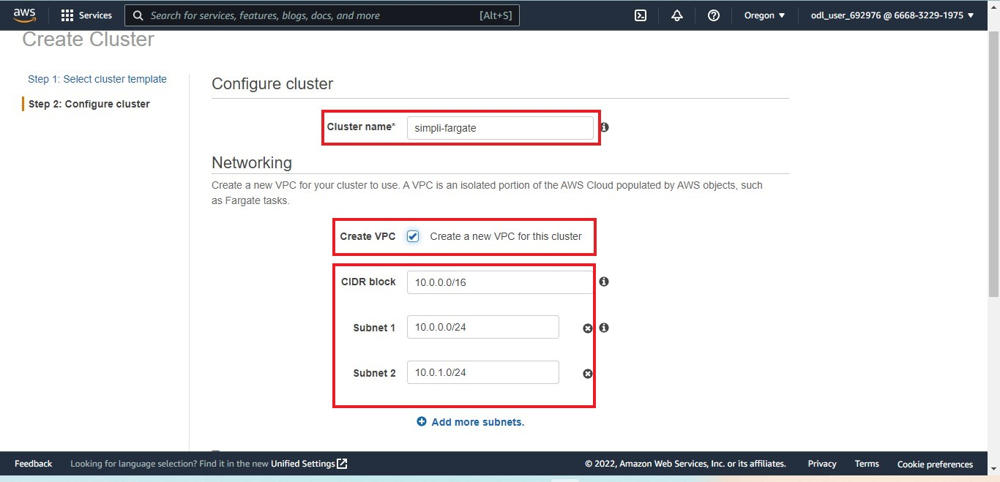 aws
Services
Search for services, features, blogs, docs, and more [Alt+S]
Oregon
odl_user_692976 @ 6668-3229-1975
Create Cluster
Step 1: Select cluster template
Step 2: Configure cluster
Configure cluster
Cluster name* simpli-fargate
Networking
Create a new VPC for your cluster to use. A VPC is an isolated portion of the AWS Cloud populated by AWS objects, such
as Fargate tasks.
Create VPC Create a new VPC for this cluster
CIDR block 10.0.0.0/16
Subnet 1 10.0.0.0/24
Subnet 2 10.0.1.0/24
Add more subnets.
Feedback Looking for language selection? Find it in the new Unified Settings © 2022, Amazon Web Services, Inc. or its affiliates. Privacy Terms Cookie preferences